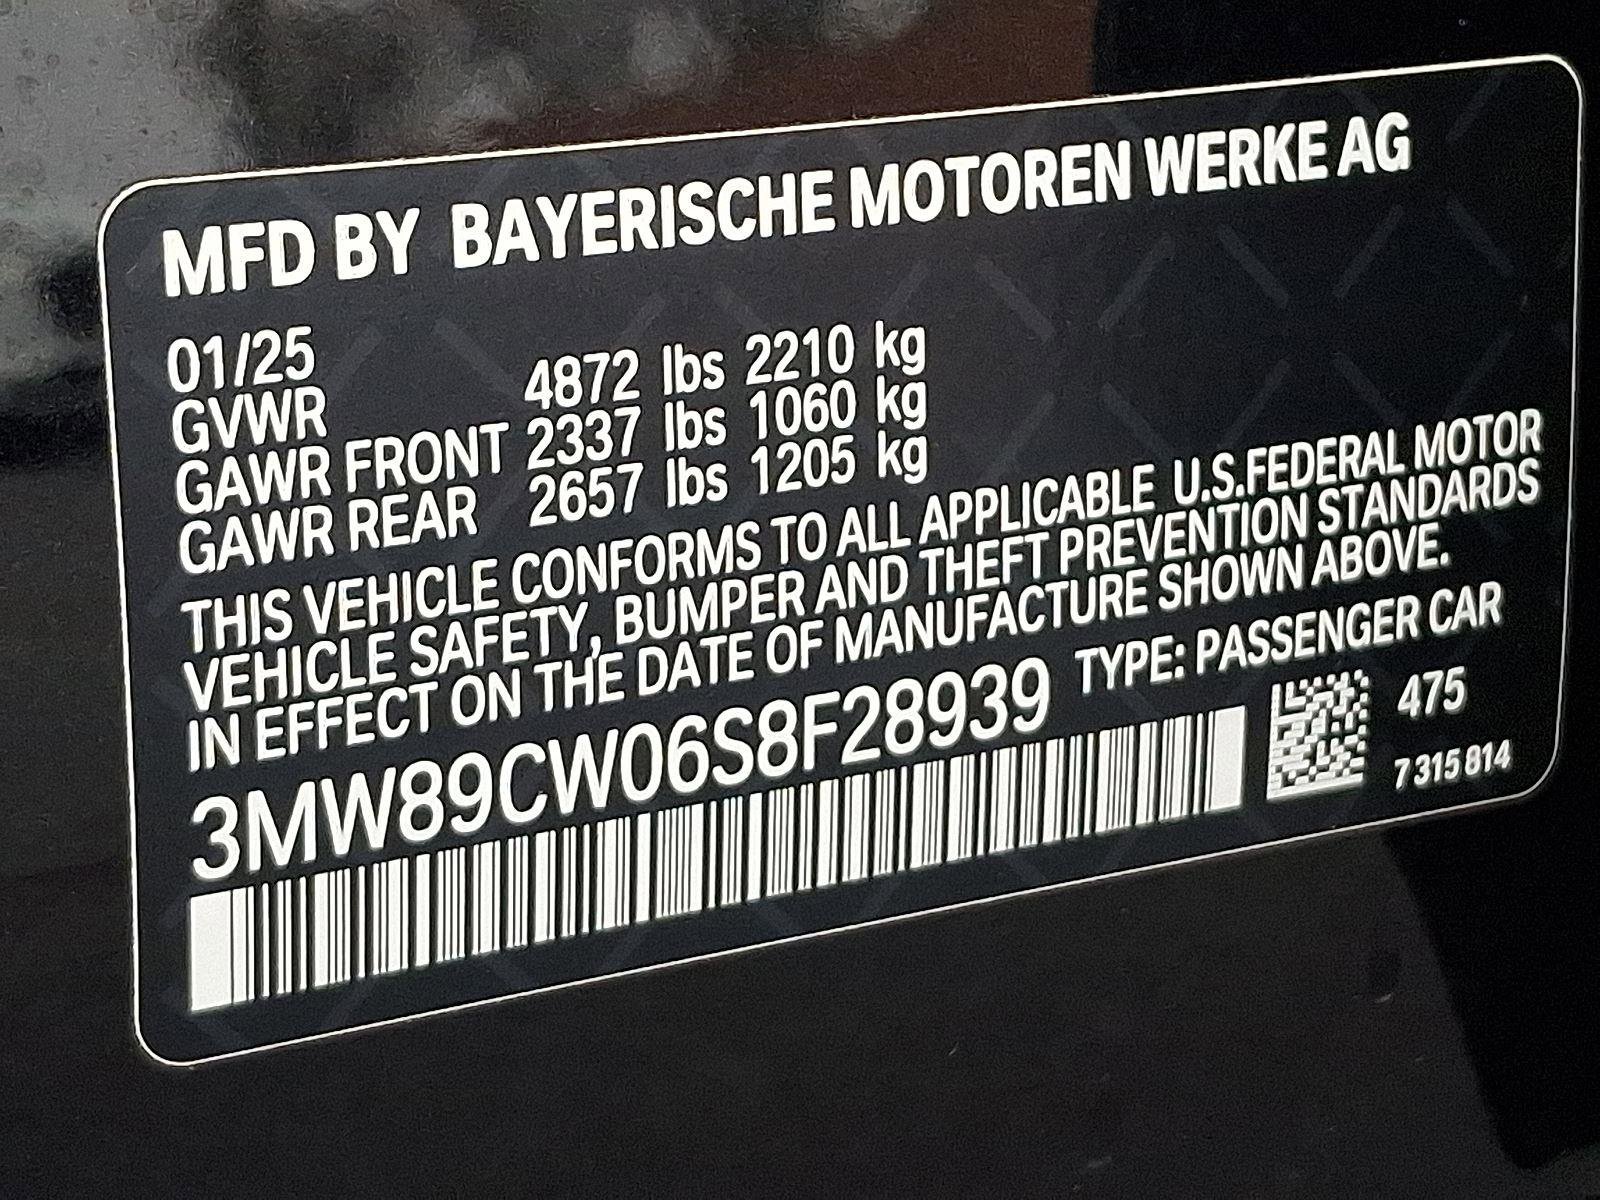 MFD BY BAYERISCHE MOTOREN WERKE AG
01/25
GVWR 4872 lbs 2210 kg
GAWR FRONT 2337 lbs 1060 kg
GAWR REAR 2657 lbs 1205 kg
THIS VEHICLE CONFORMS TO ALL APPLICABLE U.S.FEDERAL MOTOR
VEHICLE SAFETY, BUMPER AND THEFT PREVENTION STANDARDS
IN EFFECT ON THE DATE OF MANUFACTURE SHOWN ABOVE.
3MW89CW06S8F28939 TYPE: PASSENGER CAR
475
7 315 814